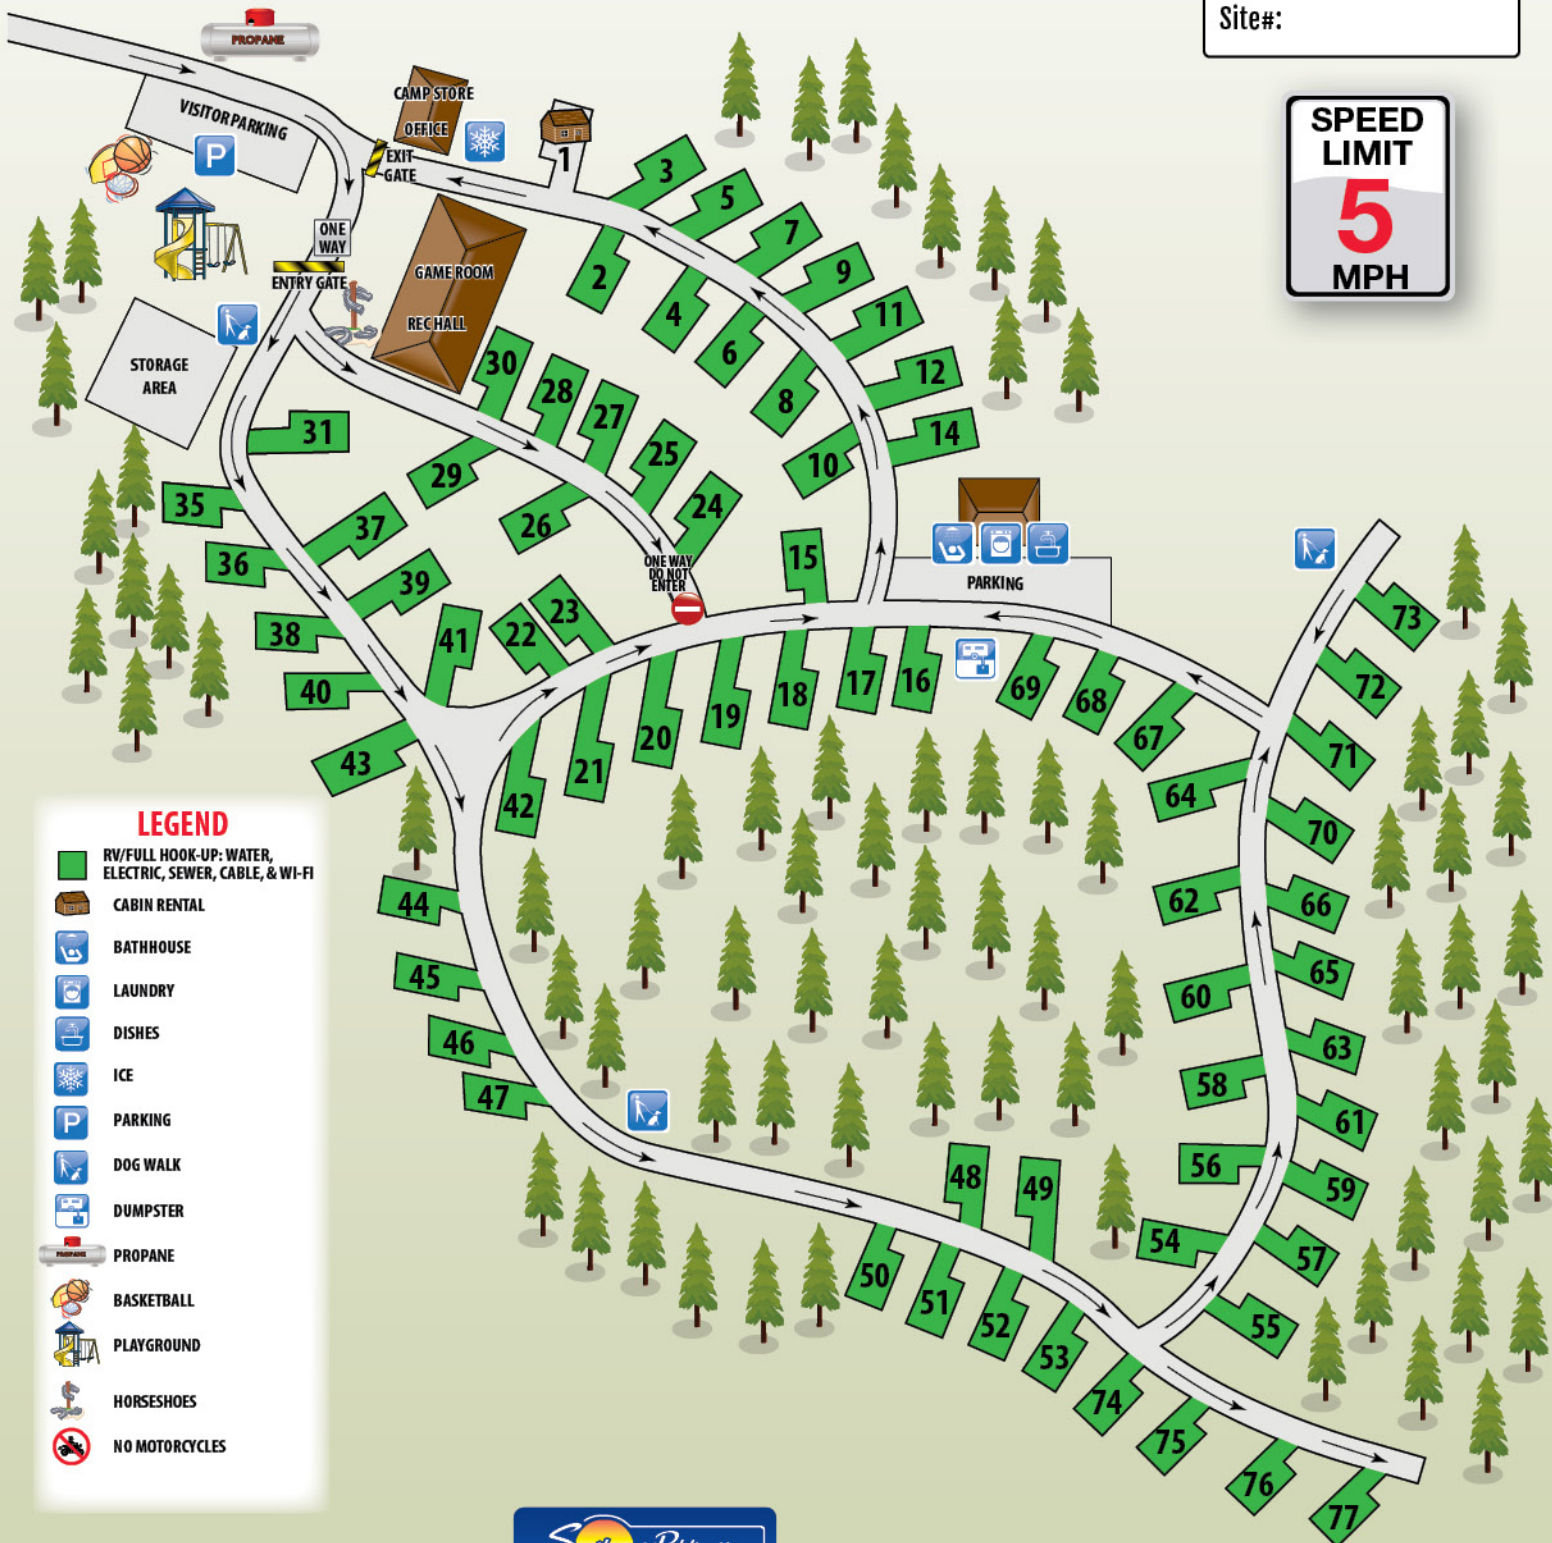 Site#:
SPEED
LIMIT
5
MPH
PROPANE
VISITOR PARKING
P
CAMP STORE
OFFICE
EXIT
GATE
ONE
WAY
ENTRY GATE
GAME ROOM
REC HALL
STORAGE
AREA
1
3
5
7
9
11
12
14
2
4
6
8
10
30
28
27
25
24
29
26
31
35
37
36
39
38
41
40
43
22
23
ONE WAY
DO NOT
ENTER
15
PARKING
42
21
20
19
18
17
16
69
68
67
73
72
71
64
70
62
66
60
65
63
58
61
56
59
54
57
55
44
45
46
47
48
49
50
51
52
53
74
75
76
77
LEGEND
RV/FULL HOOK-UP: WATER,
ELECTRIC, SEWER, CABLE, & WI-FI
CABIN RENTAL
BATHHOUSE
LAUNDRY
DISHES
ICE
P PARKING
DOG WALK
DUMPSTER
PROPANE PROPANE
BASKETBALL
PLAYGROUND
HORSESHOES
NO MOTORCYCLES